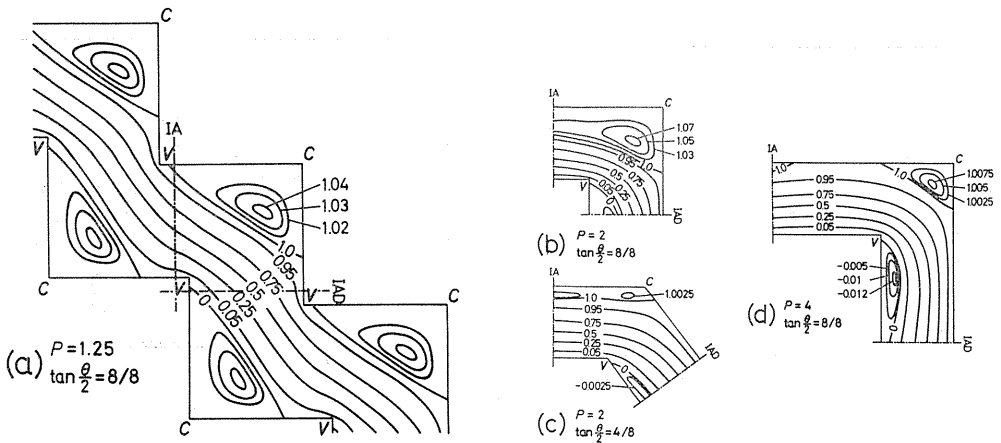 C
IA
V
V
C
1.04
1.03
1.02
1.0
0.95
0.75
0.5
0.25
0.05
0
C
V
V
IAD
C
C
V
(a) P=1.25
tan θ/2 = 8/8
IA
C
1.07
1.05
1.03
1.0
0.95
0.75
0.5
0.25
0.05
0
V
IAD
(b) P=2
tan θ/2 = 8/8
IA
C
1.0025
1.0
0.95
0.75
0.5
0.25
0.05
V
0
-0.0025
IAD
(c) P=2
tan θ/2 = 4/8
IA
C
1.0
1.0
0.95
0.75
0.5
0.25
0.05
1.0075
1.005
1.0025
V
-0.005
-0.01
-0.012
0
IAD
(d) P=4
tan θ/2 = 8/8